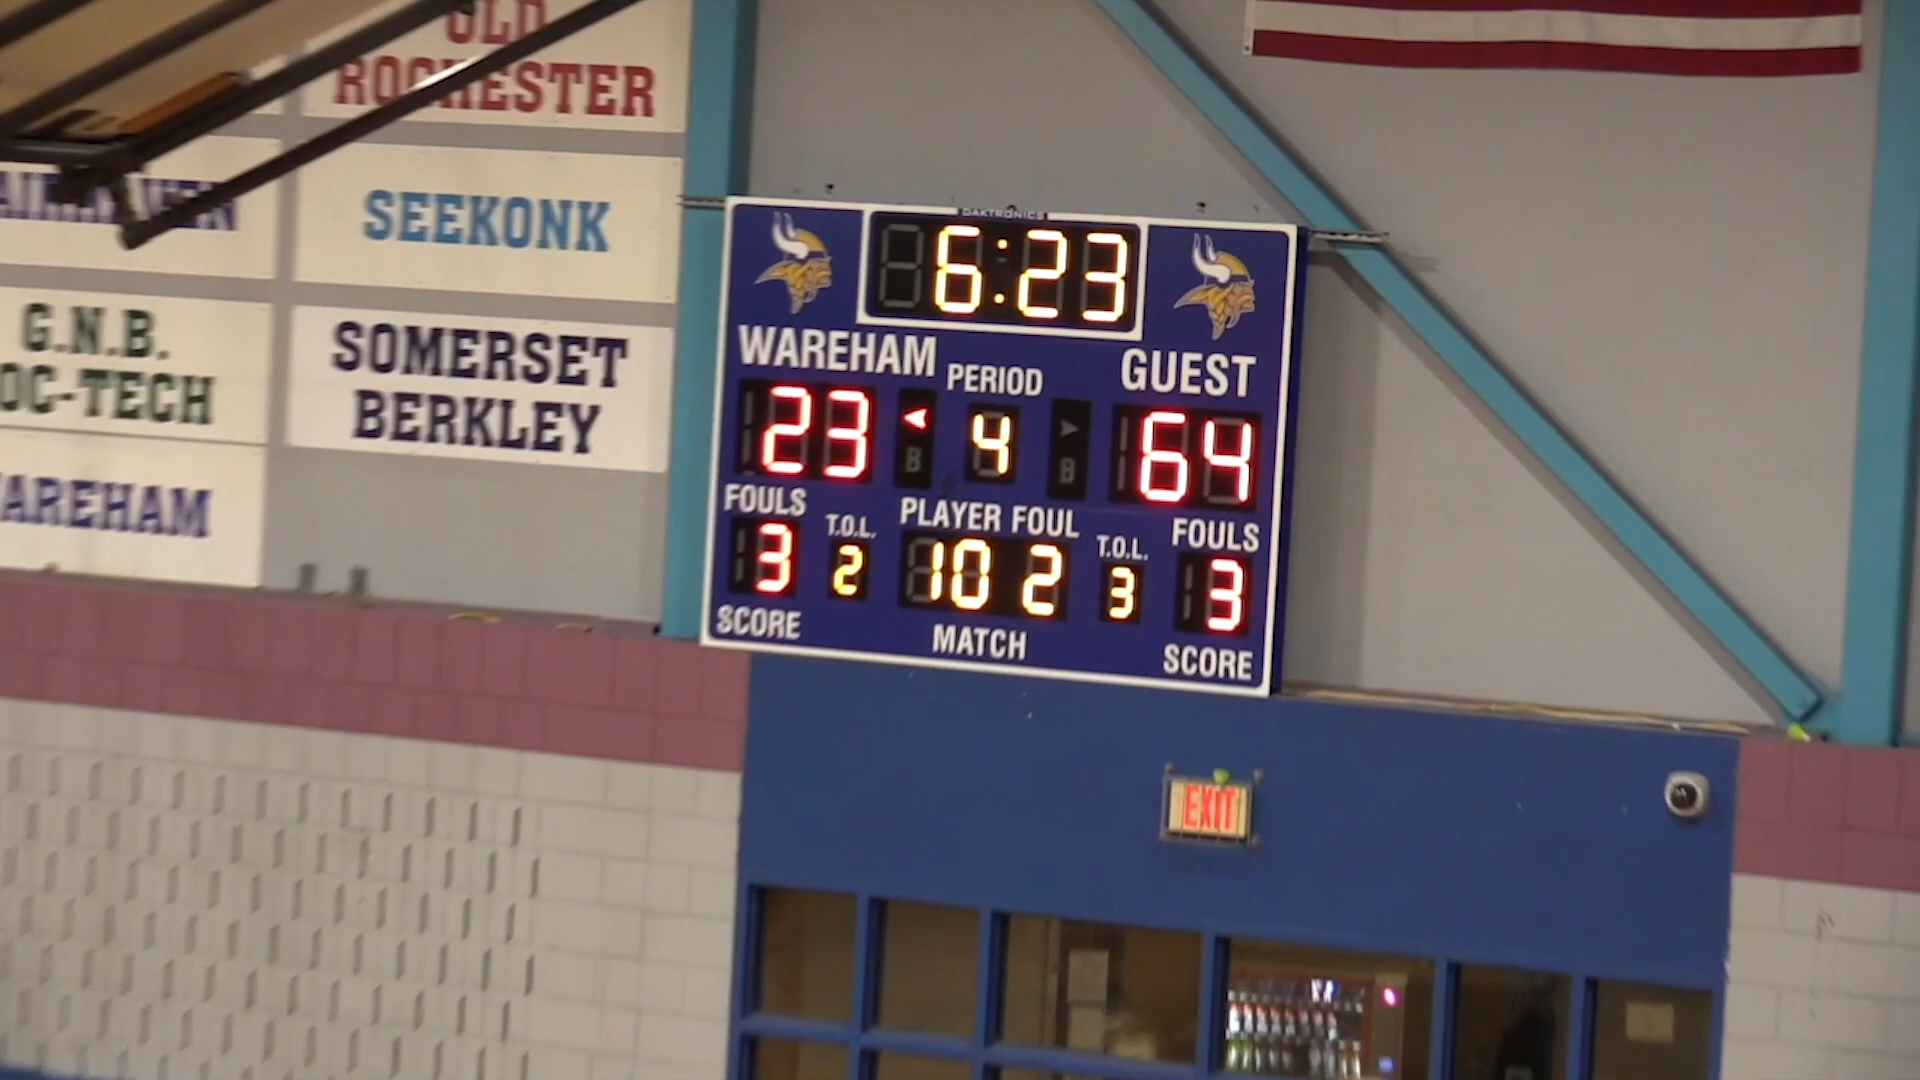 OLD
ROCHESTER
SEEKONK
G.N.B.
OC-TECH
SOMERSET
BERKLEY
AREHAM
DAKTRONICS
6:23
WAREHAM
PERIOD
GUEST
23
4
64
B
B
FOULS
T.O.L.
PLAYER FOUL
T.O.L.
FOULS
3
2
10 2
3
3
SCORE
MATCH
SCORE
EXIT